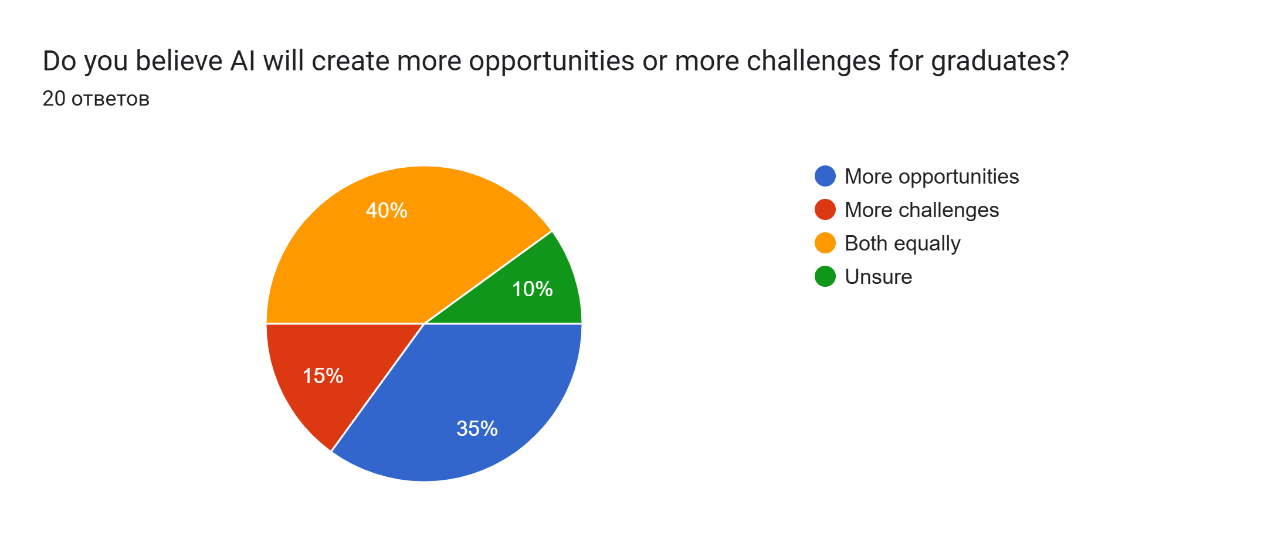 Do you believe AI will create more opportunities or more challenges for graduates?
20 ответов
40%
10%
15%
35%
More opportunities
More challenges
Both equally
Unsure